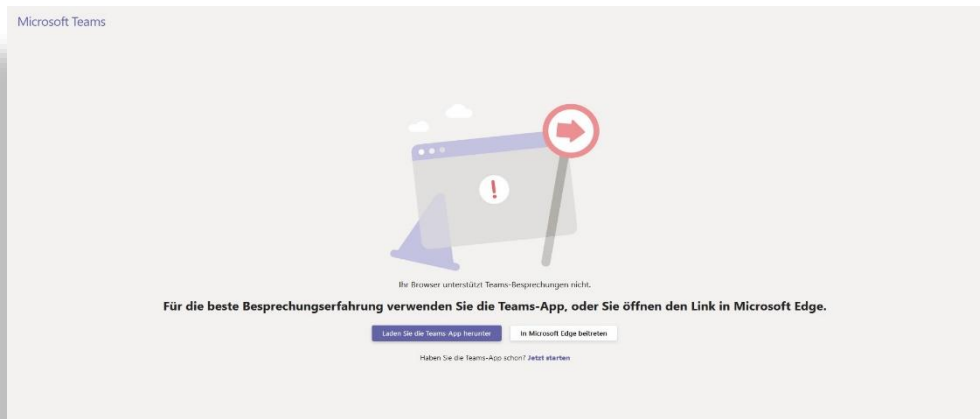 Microsoft Teams
Ihr Browser unterstützt Teams-Besprechungen nicht.
Für die beste Besprechungserfahrung verwenden Sie die Teams-App, oder Sie öffnen den Link in Microsoft Edge.
Laden Sie die Teams-App herunter
In Microsoft Edge beitreten
Haben Sie die Teams-App schon? Jetzt starten